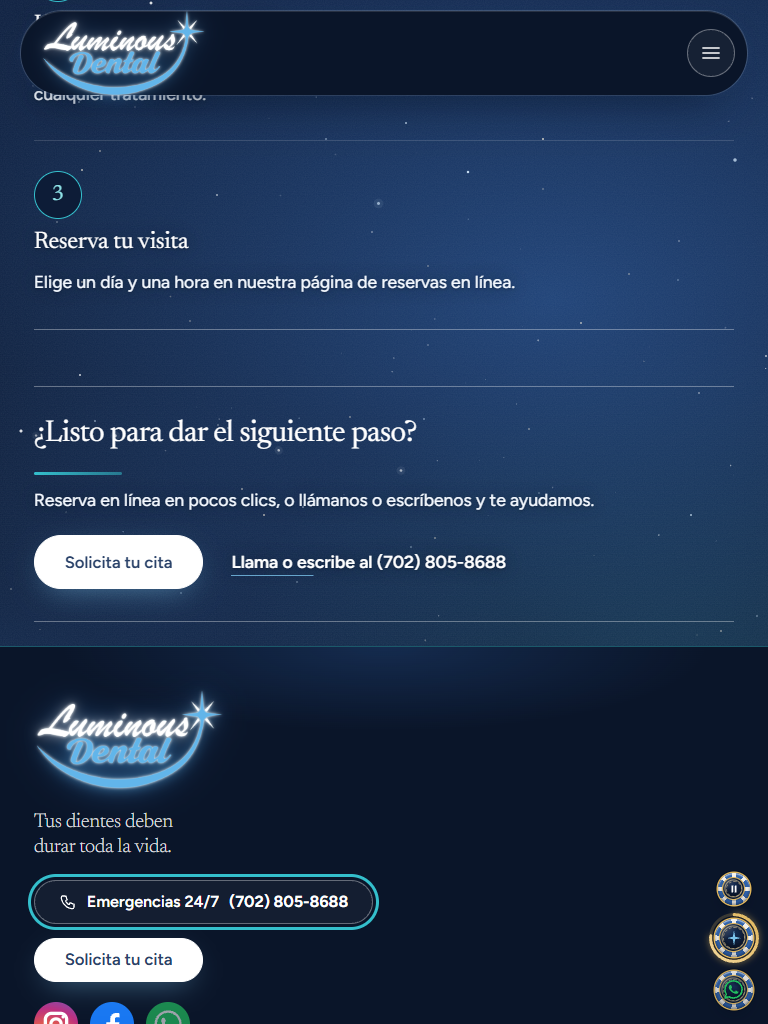 Luminous
Dental
cualquier tratamiento.
3
Reserva tu visita
Elige un día y una hora en nuestra página de reservas en línea.
¿Listo para dar el siguiente paso?
Reserva en línea en pocos clics, o llámanos o escríbenos y te ayudamos.
Solicita tu cita
Llama o escribe al (702) 805-8688
Luminous
Dental
Tus dientes deben
durar toda la vida.
Emergencias 24/7 (702) 805-8688
Solicita tu cita